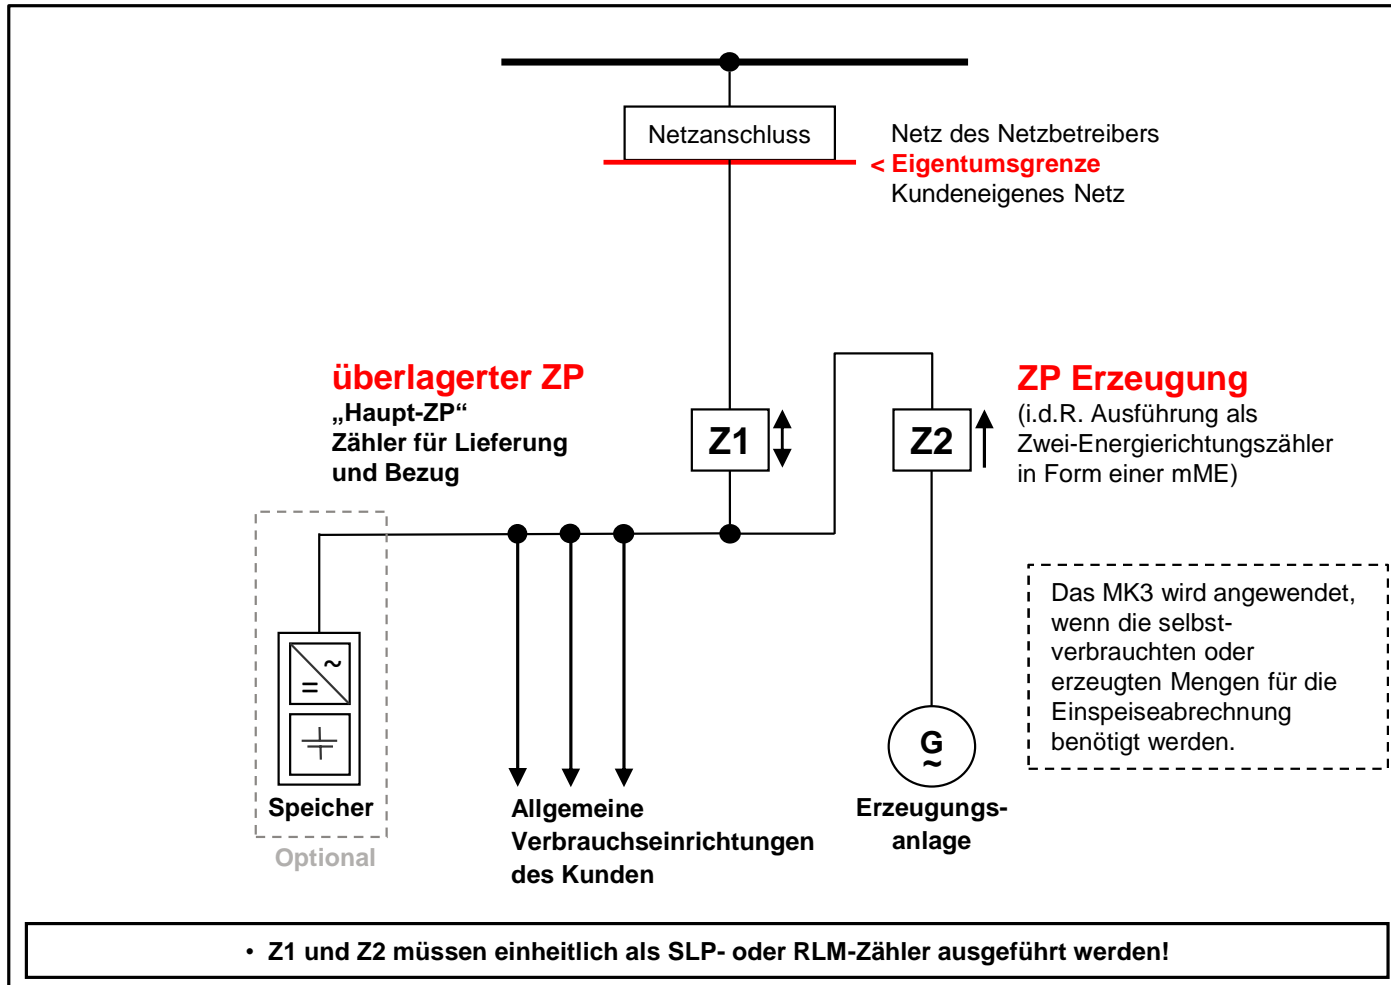 Netzanschluss
Netz des Netzbetreibers
< Eigentumsgrenze
Kundeneigenes Netz
überlagerter ZP
„Haupt-ZP“
Zähler für Lieferung
und Bezug
Z1
Z2
ZP Erzeugung
(i.d.R. Ausführung als
Zwei-Energierichtungszähler
in Form einer mME)
Das MK3 wird angewendet,
wenn die selbst-
verbrauchten oder
erzeugten Mengen für die
Einspeiseabrechnung
benötigt werden.
~
=
G
~
Speicher
Optional
Allgemeine
Verbrauchseinrichtungen
des Kunden
Erzeugungs-
anlage
• Z1 und Z2 müssen einheitlich als SLP- oder RLM-Zähler ausgeführt werden!